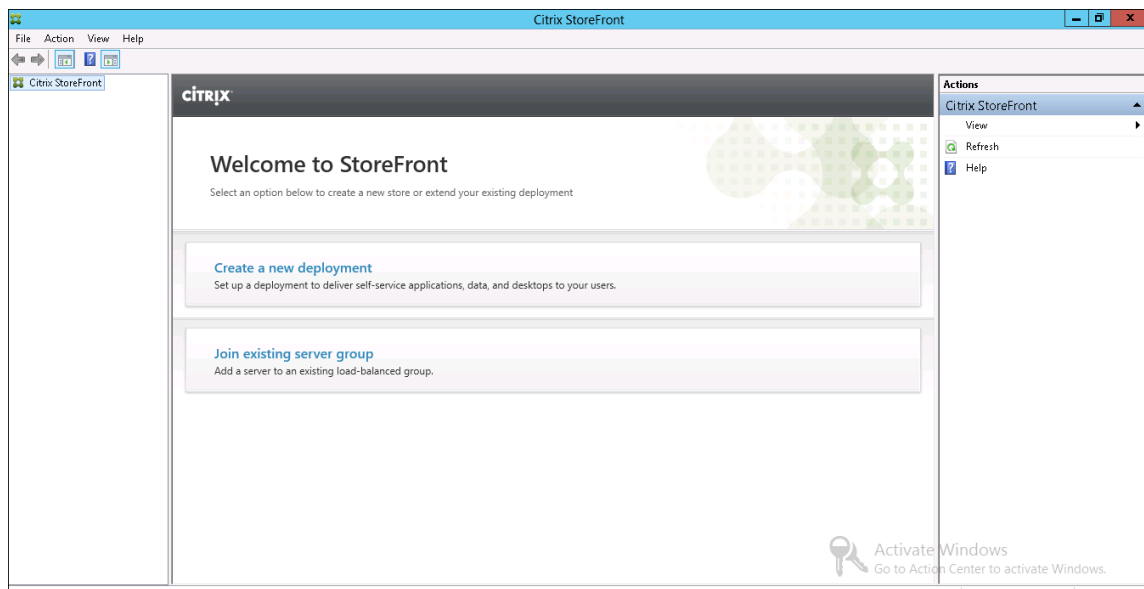 Citrix StoreFront
File Action View Help
Citrix StoreFront
CITRIX
Welcome to StoreFront
Select an option below to create a new store or extend your existing deployment
Create a new deployment
Set up a deployment to deliver self-service applications, data, and desktops to your users.
Join existing server group
Add a server to an existing load-balanced group.
Actions
Citrix StoreFront
View
Refresh
Help
Activate Windows
Go to Action Center to activate Windows.